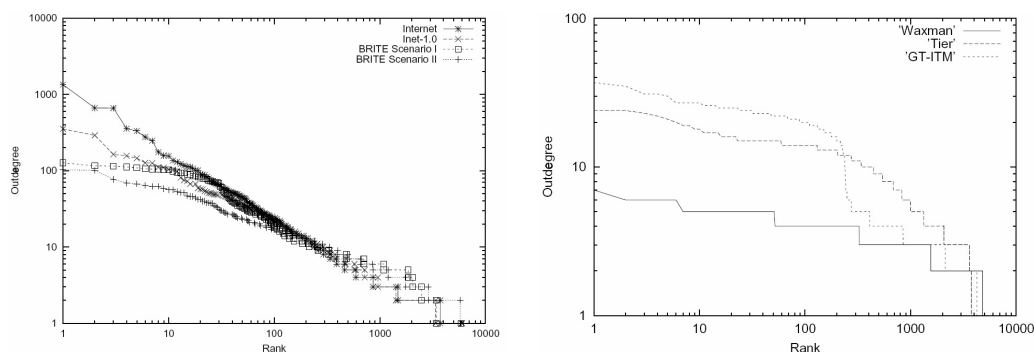 Internet
Inet-1.0
BRITE Scenario I
BRITE Scenario II
10000
1000
100
10
1
Outdegree
1
10
100
1000
10000
Rank
'Waxman'
'Tier'
'GT-ITM'
100
10
1
Outdegree
1
10
100
1000
10000
Rank